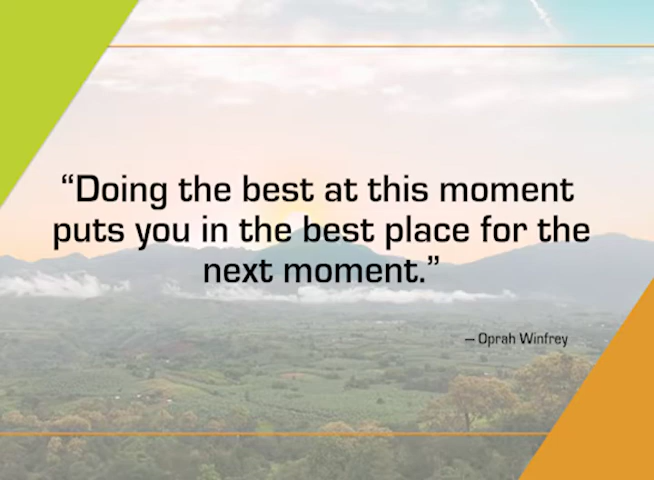 “Doing the best at this moment
puts you in the best place for the
next moment.”
— Oprah Winfrey